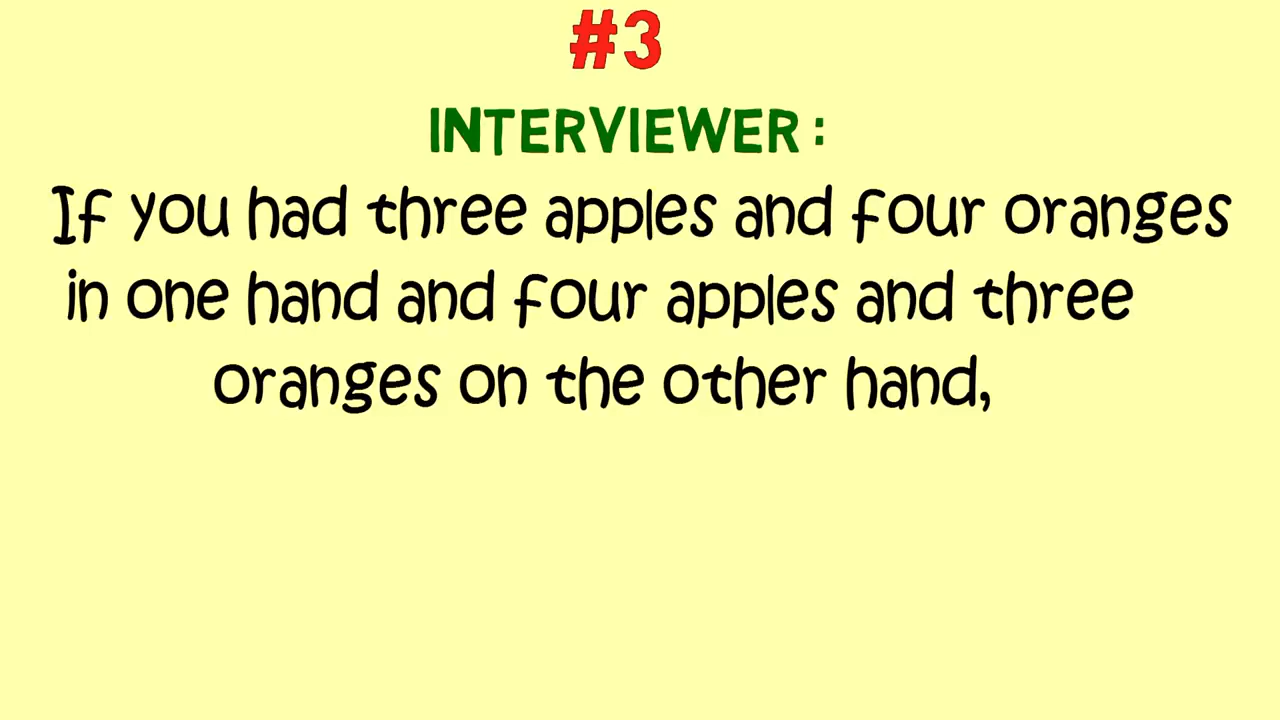 #3
INTERVIEWER:
If you had three apples and four oranges
in one hand and four apples and three
oranges on the other hand,